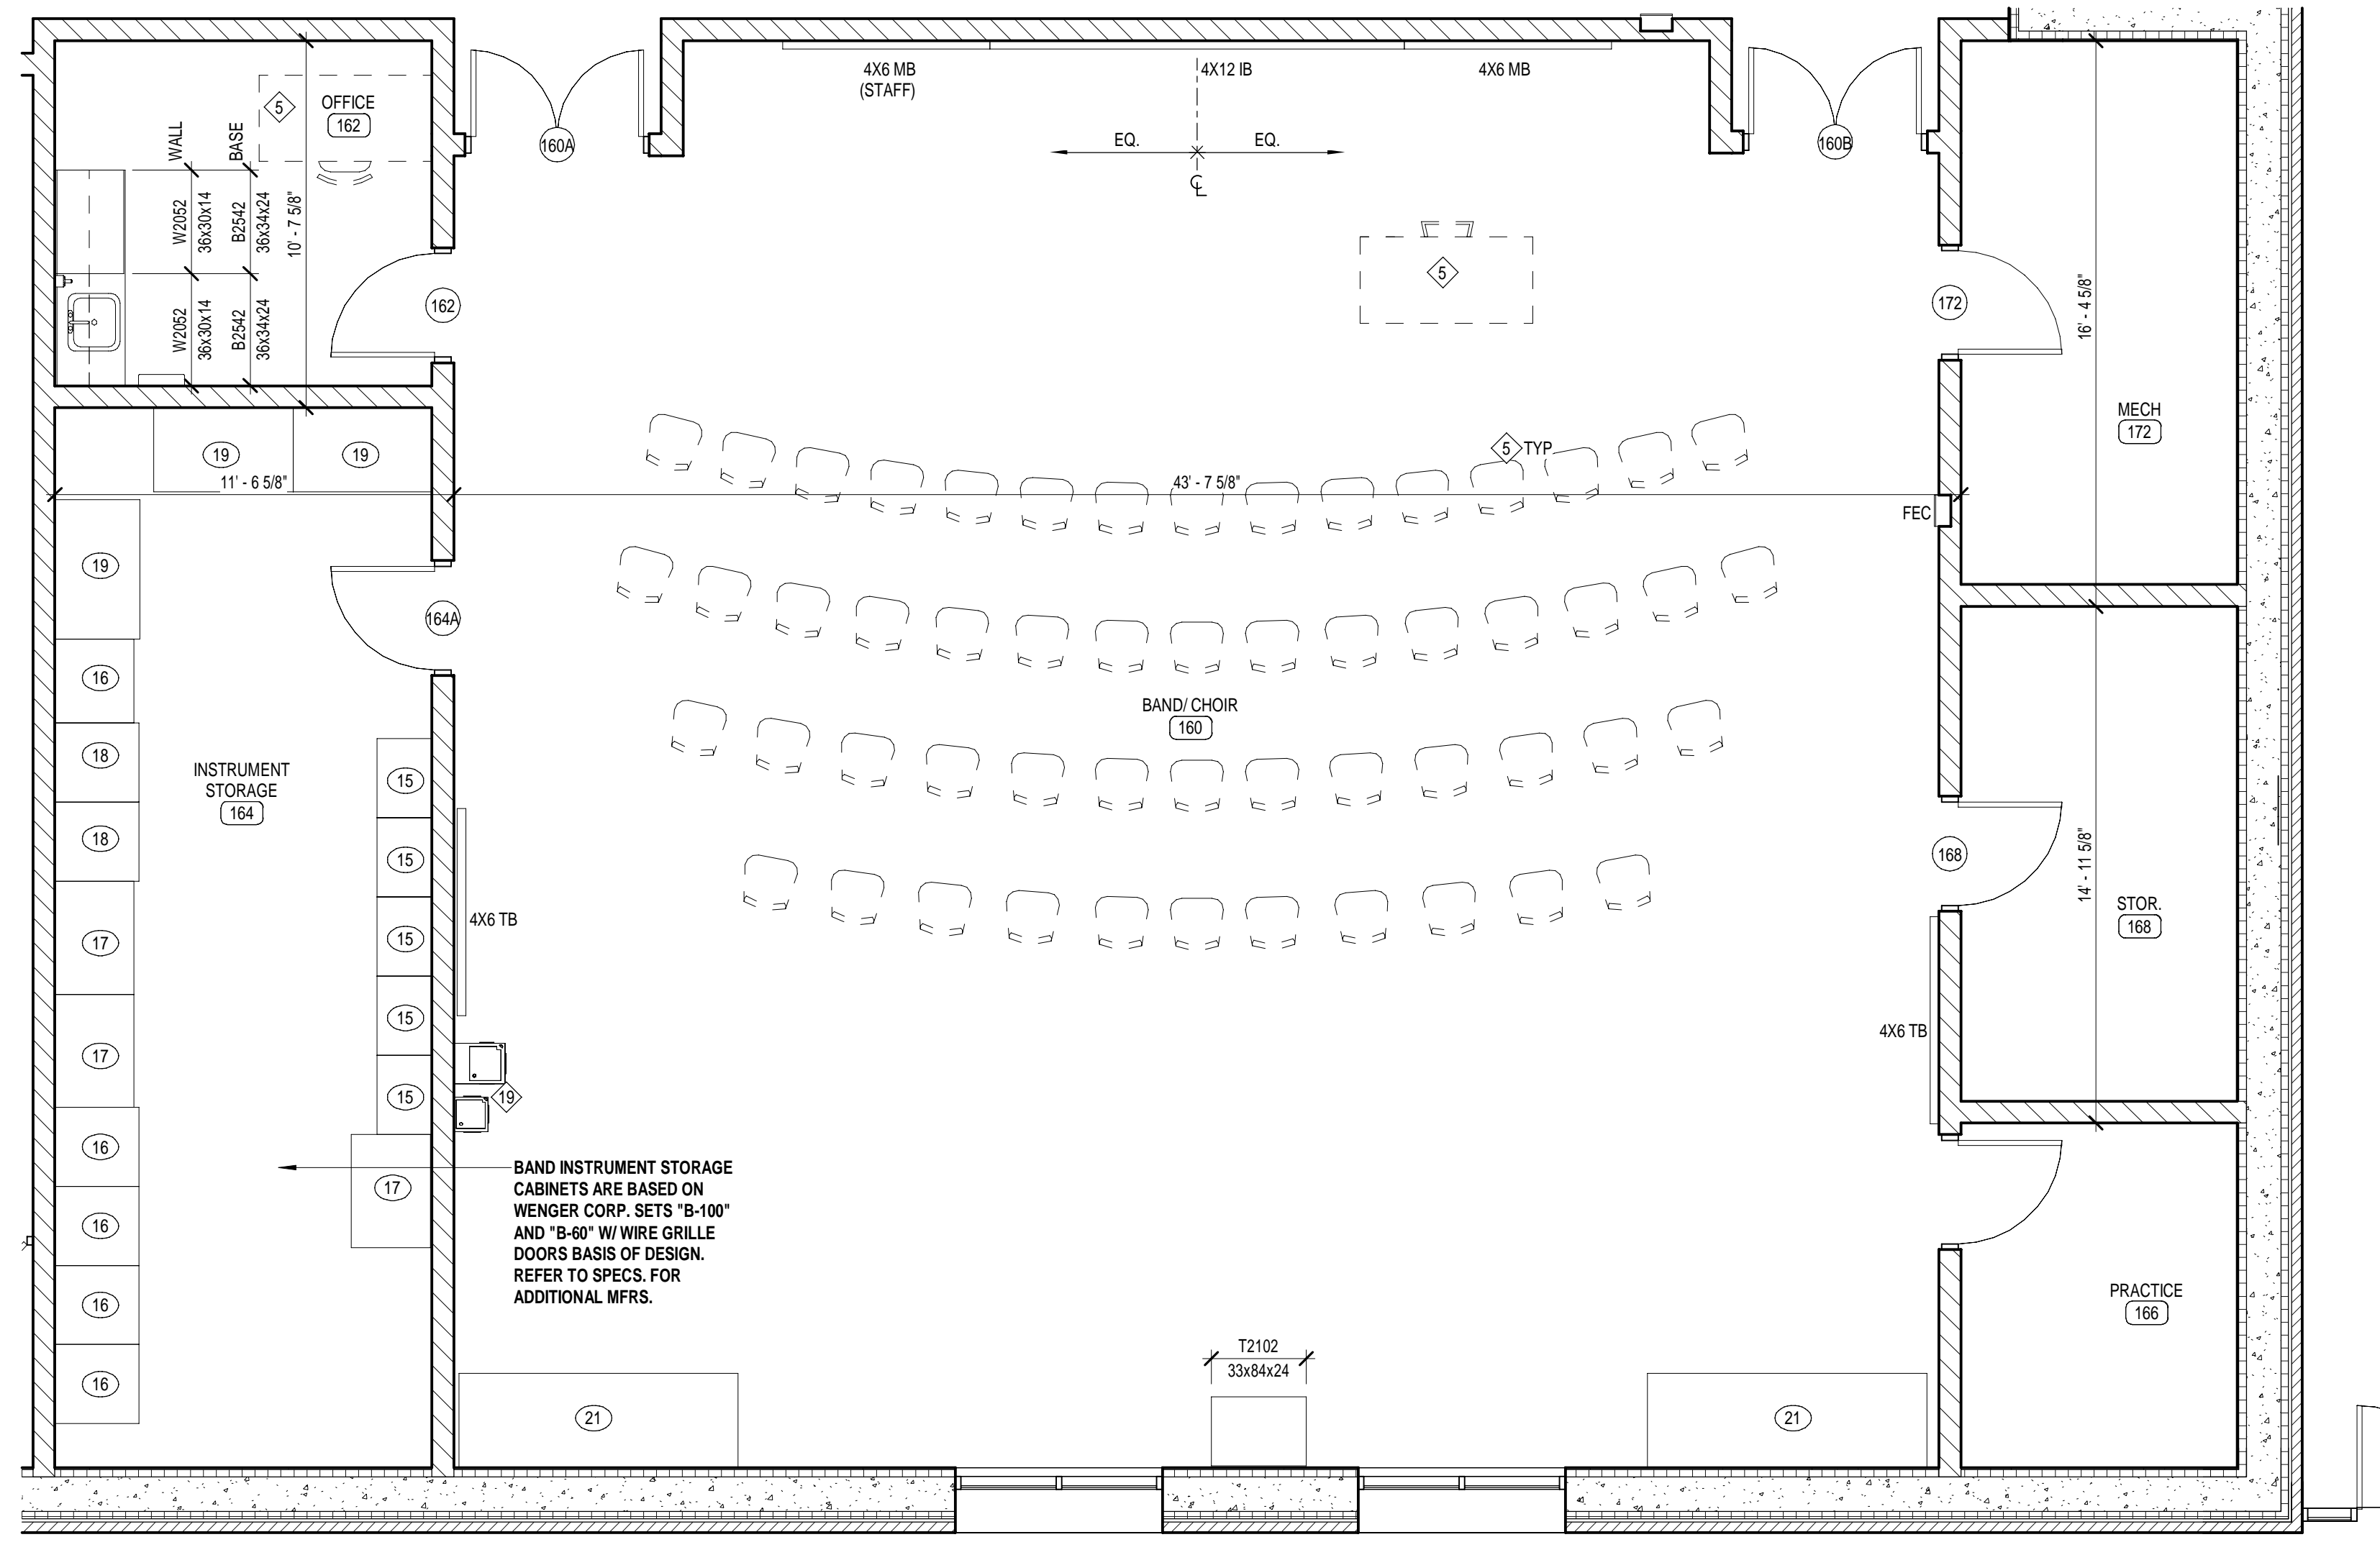 4X6 MB
(STAFF)
4X12 IB
4X6 MB
5
OFFICE
162
WALL
BASE
160A
EQ.
EQ.
CL
160B
W2052
36x30x14
B2542
36x34x24
10' - 7 5/8"
W2052
36x30x14
B2542
36x34x24
162
5
172
16' - 4 5/8"
MECH
172
19
19
11' - 6 5/8"
43' - 7 5/8"
5
TYP
FEC
19
164A
16
18
BAND/ CHOIR
160
INSTRUMENT
STORAGE
164
15
18
15
168
14' - 11 5/8"
STOR.
168
17
15
4X6 TB
15
17
4X6 TB
15
19
16
17
BAND INSTRUMENT STORAGE
CABINETS ARE BASED ON
WENGER CORP. SETS "B-100"
AND "B-60" W/ WIRE GRILLE
DOORS BASIS OF DESIGN.
REFER TO SPECS. FOR
ADDITIONAL MFRS.
16
16
16
PRACTICE
166
T2102
33x84x24
21
21